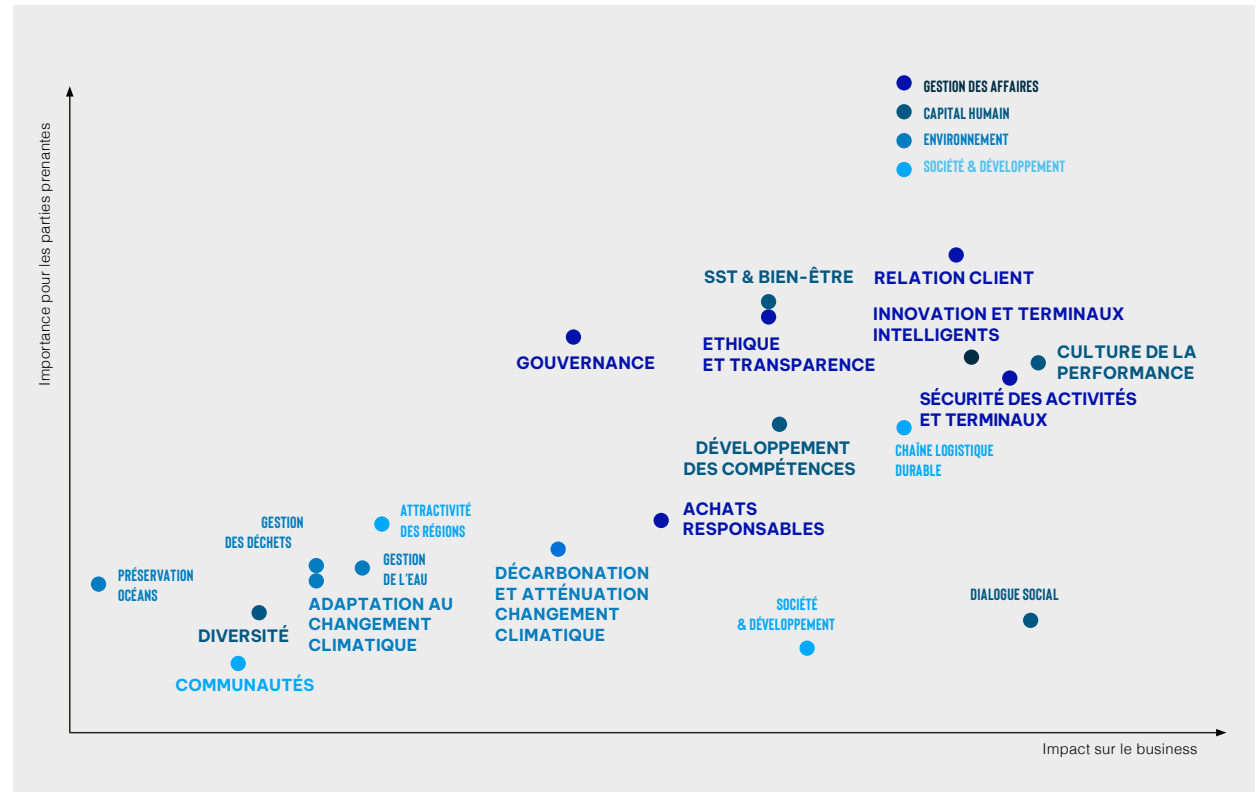 GESTION DES AFFAIRES
CAPITAL HUMAIN
ENVIRONNEMENT
SOCIÉTÉ & DÉVELOPPEMENT
Importance pour les parties prenantes
SST & BIEN-ÊTRE
RELATION CLIENT
INNOVATION ET TERMINAUX
INTELLIGENTS
GOUVERNANCE
ETHIQUE
ET TRANSPARENCE
CULTURE DE LA
PERFORMANCE
SÉCURITÉ DES ACTIVITÉS
ET TERMINAUX
DÉVELOPPEMENT
DES COMPÉTENCES
CHAÎNE LOGISTIQUE
DURABLE
ACHATS
RESPONSABLES
ATTRACTIVITÉ
DES RÉGIONS
GESTION
DES DÉCHETS
GESTION
DE L'EAU
PRÉSERVATION
OCÉANS
DÉCARBONATION
ET ATTÉNUATION
CHANGEMENT
CLIMATIQUE
ADAPTATION AU
CHANGEMENT
CLIMATIQUE
DIVERSITÉ
SOCIÉTÉ
& DÉVELOPPEMENT
DIALOGUE SOCIAL
COMMUNAUTÉS
Impact sur le business